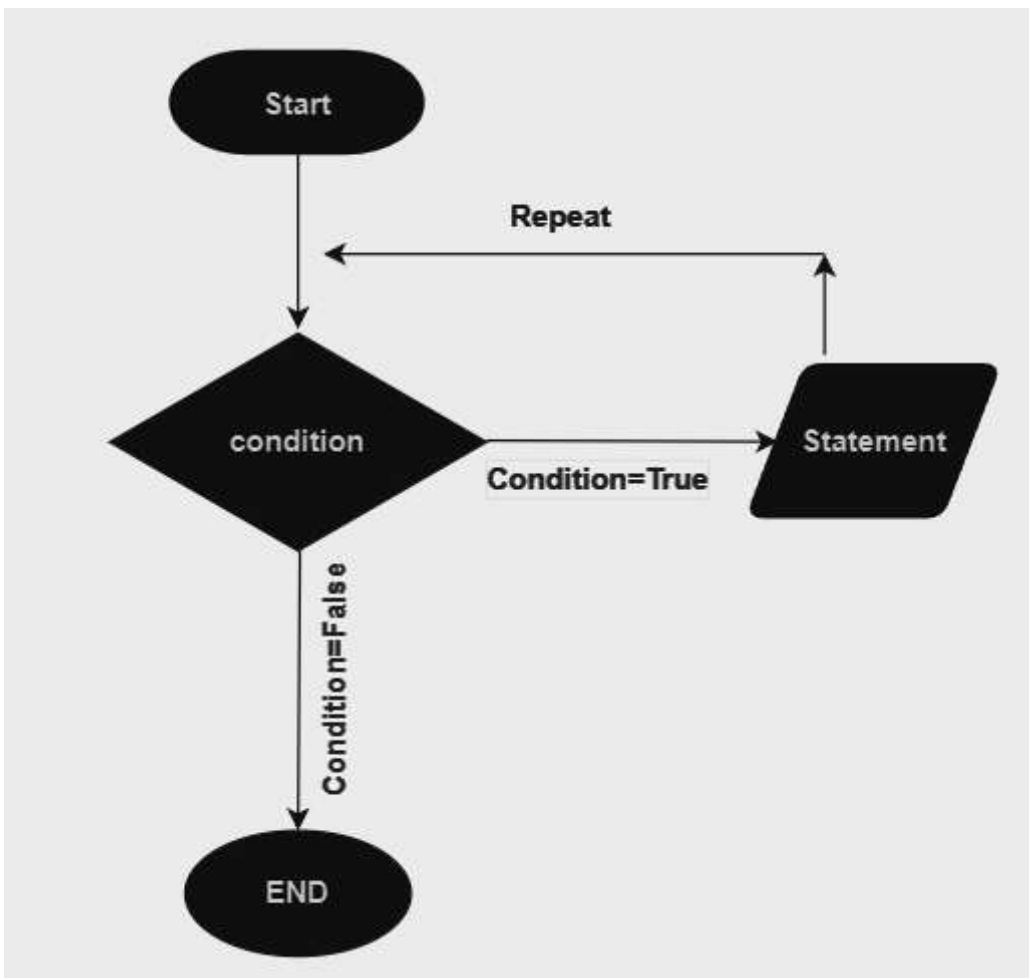 Start
Repeat
condition
Condition=True
Statement
Condition=False
END